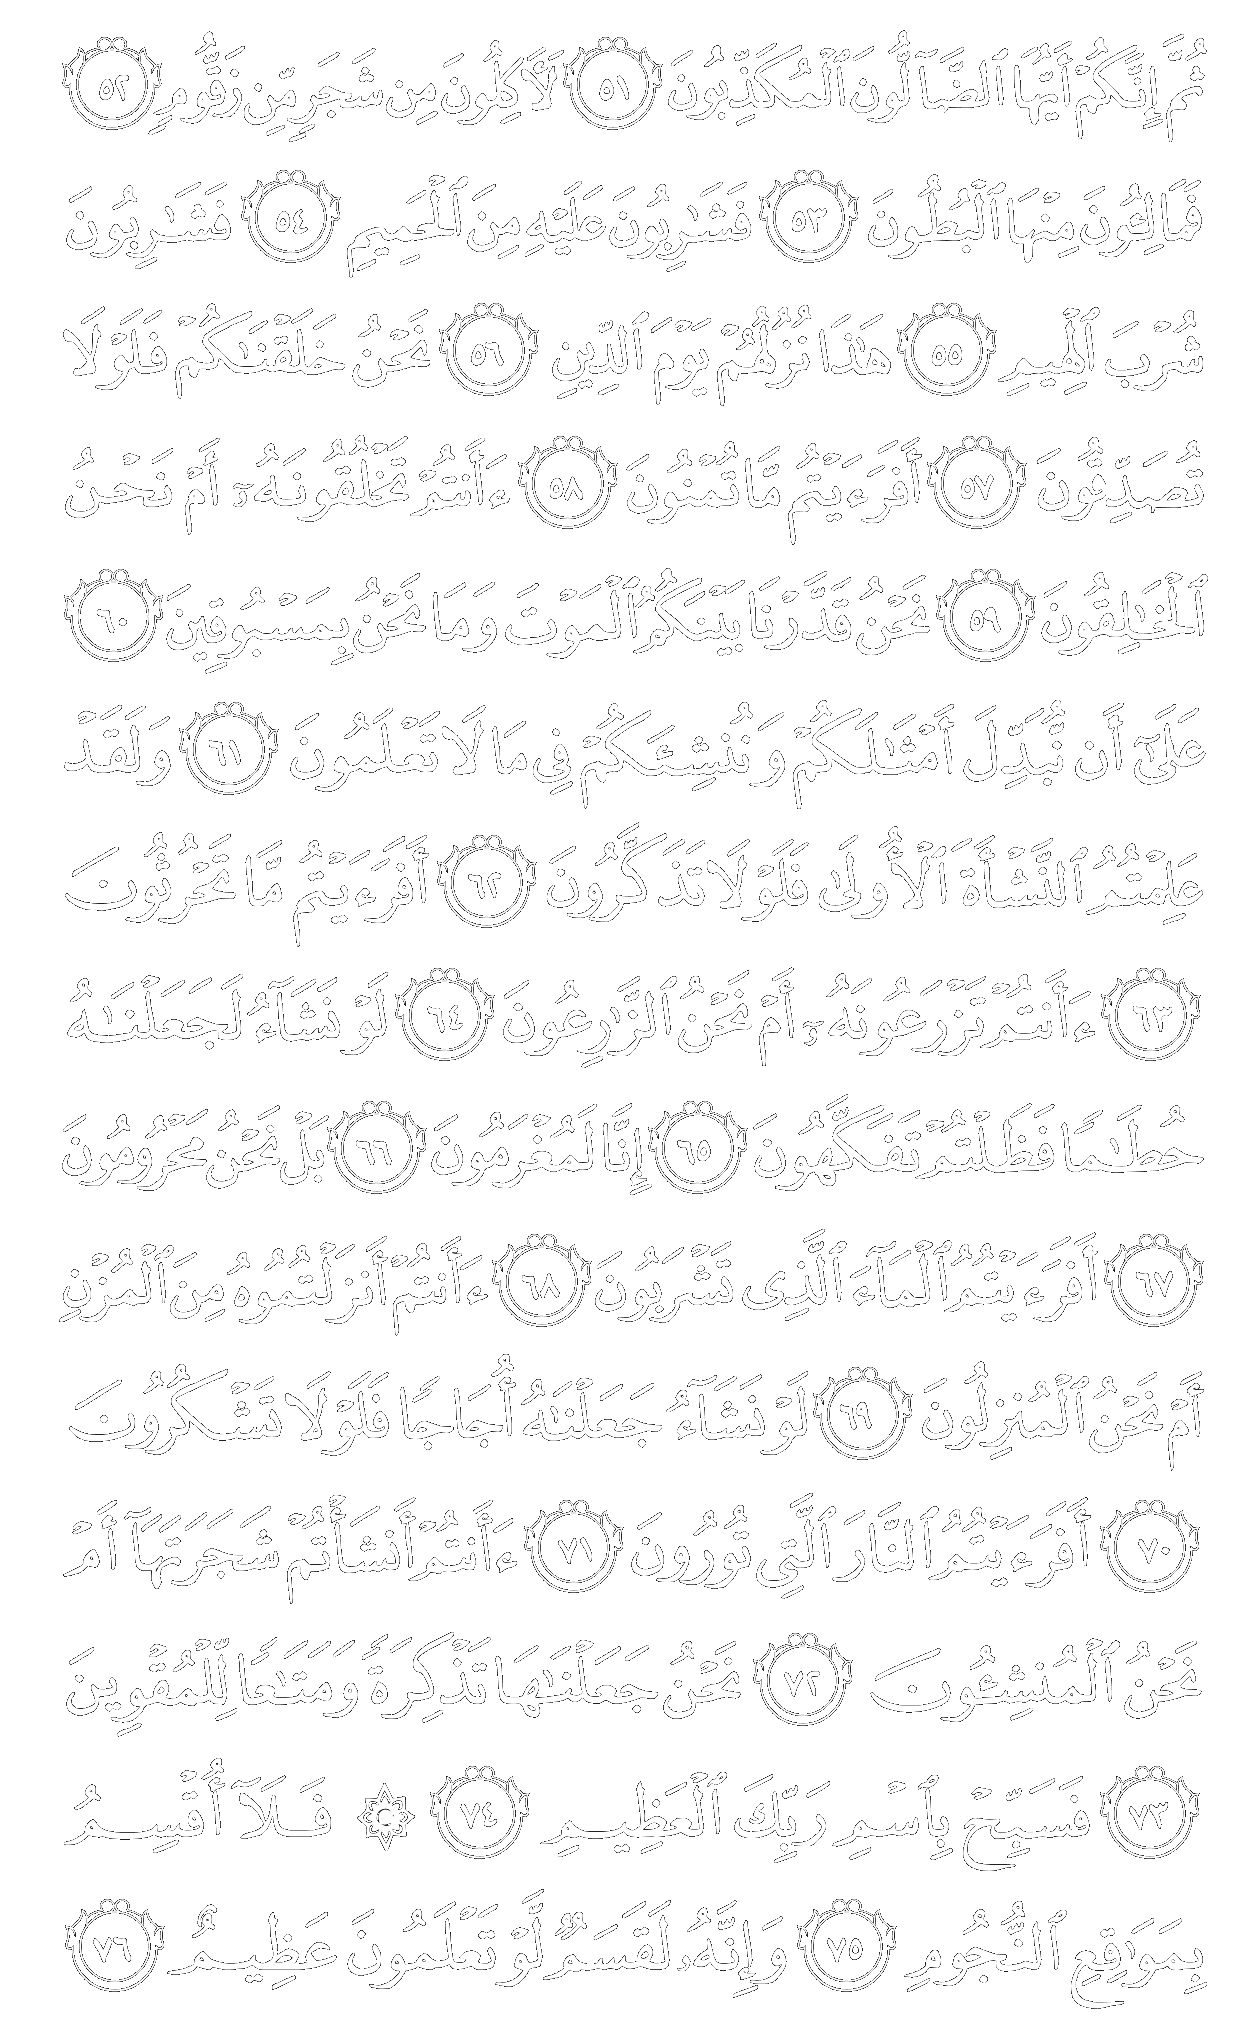 ثُمَّ إِنَّكُمْ أَيُّهَا ٱلضَّآلُّونَ ٱلْمُكَذِّبُونَ ٥١ لَأَكِلُونَ مِن شَجَرٍ مِّن زَقُّومٍ ٥٢
فَمَالِـُٔونَ مِنْهَا ٱلْبُطُونَ ٥٣ فَشَـٰرِبُونَ عَلَيْهِ مِنَ ٱلْحَمِيمِ ٥٤ فَشَـٰرِبُونَ
شُرْبَ ٱلْهِيمِ ٥٥ هَـٰذَا نُزُلُهُمْ يَوْمَ ٱلدِّينِ ٥٦ نَحْنُ خَلَقْنَـٰكُمْ فَلَوْلَا
تُصَدِّقُونَ ٥٧ أَفَرَءَيْتُم مَّا تُمْنُونَ ٥٨ ءَأَنتُمْ تَخْلُقُونَهُۥٓ أَمْ نَحْنُ
ٱلْخَـٰلِقُونَ ٥٩ نَحْنُ قَدَّرْنَا بَيْنَكُمُ ٱلْمَوْتَ وَمَا نَحْنُ بِمَسْبُوقِينَ ٦٠
عَلَىٰٓ أَن نُّبَدِّلَ أَمْثَـٰلَكُمْ وَنُنشِئَكُمْ فِى مَا لَا تَعْلَمُونَ ٦١ وَلَقَدْ
عَلِمْتُمُ ٱلنَّشْأَةَ ٱلْأُولَىٰ فَلَوْلَا تَذَكَّرُونَ ٦٢ أَفَرَءَيْتُم مَّا تَحْرُثُونَ
٦٣ ءَأَنتُمْ تَزْرَعُونَهُۥٓ أَمْ نَحْنُ ٱلزَّٰرِعُونَ ٦٤ لَوْ نَشَآءُ لَجَعَلْنَـٰهُ
حُطَـٰمًا فَظَلْتُمْ تَفَكَّهُونَ ٦٥ إِنَّا لَمُغْرَمُونَ ٦٦ بَلْ نَحْنُ مَحْرُومُونَ
٦٧ أَفَرَءَيْتُمُ ٱلْمَآءَ ٱلَّذِى تَشْرَبُونَ ٦٨ ءَأَنتُمْ أَنزَلْتُمُوهُ مِنَ ٱلْمُزْنِ
أَمْ نَحْنُ ٱلْمُنزِلُونَ ٦٩ لَوْ نَشَآءُ جَعَلْنَـٰهُ أُجَاجًا فَلَوْلَا تَشْكُرُونَ
٧٠ أَفَرَءَيْتُمُ ٱلنَّارَ ٱلَّتِى تُورُونَ ٧١ ءَأَنتُمْ أَنشَأْتُمْ شَجَرَتَهَآ أَمْ
نَحْنُ ٱلْمُنشِـُٔونَ ٧٢ نَحْنُ جَعَلْنَـٰهَا تَذْكِرَةً وَمَتَـٰعًا لِّلْمُقْوِينَ
٧٣ فَسَبِّحْ بِٱسْمِ رَبِّكَ ٱلْعَظِيمِ ٧٤ ۞ فَلَآ أُقْسِمُ
بِمَوَٰقِعِ ٱلنُّجُومِ ٧٥ وَإِنَّهُۥ لَقَسَمٌ لَّوْ تَعْلَمُونَ عَظِيمٌ ٧٦